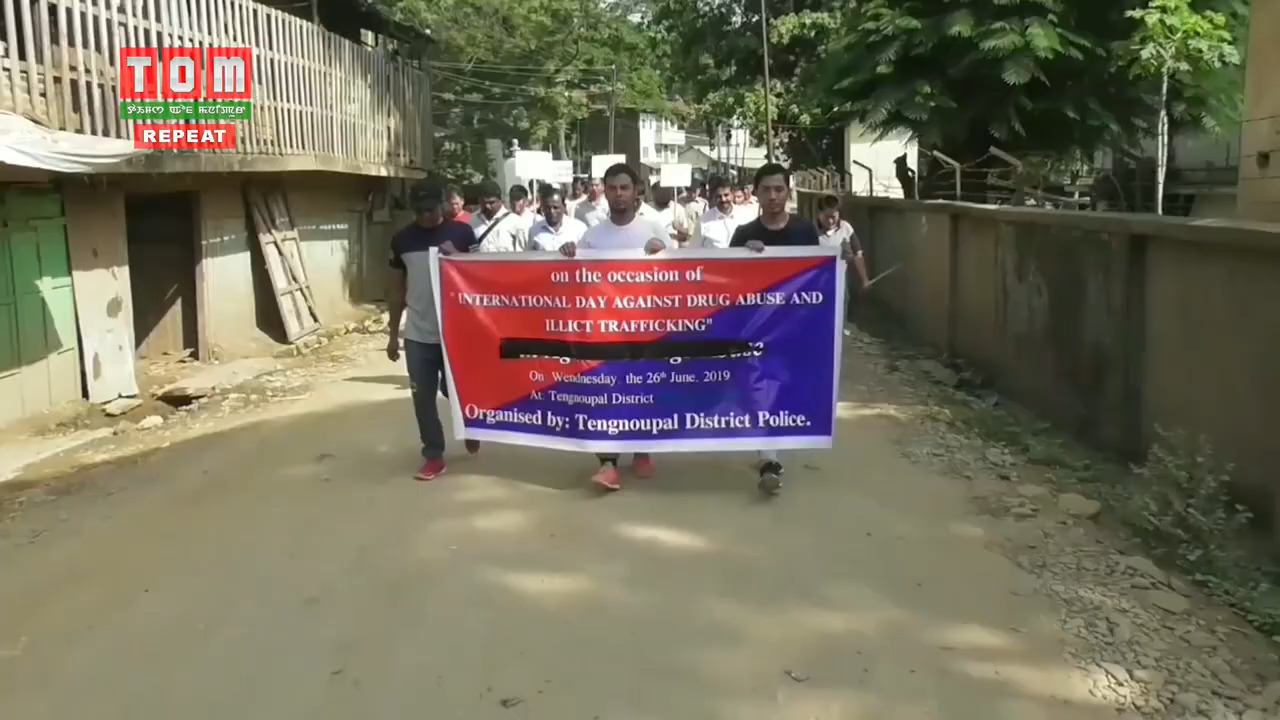 TOM
REPEAT
on the occasion of
"INTERNATIONAL DAY AGAINST DRUG ABUSE AND
ILLICT TRAFFICKING"
On Wendnesday, the 26th June, 2019
At: Tengnoupal District
Organised by: Tengnoupal District Police.